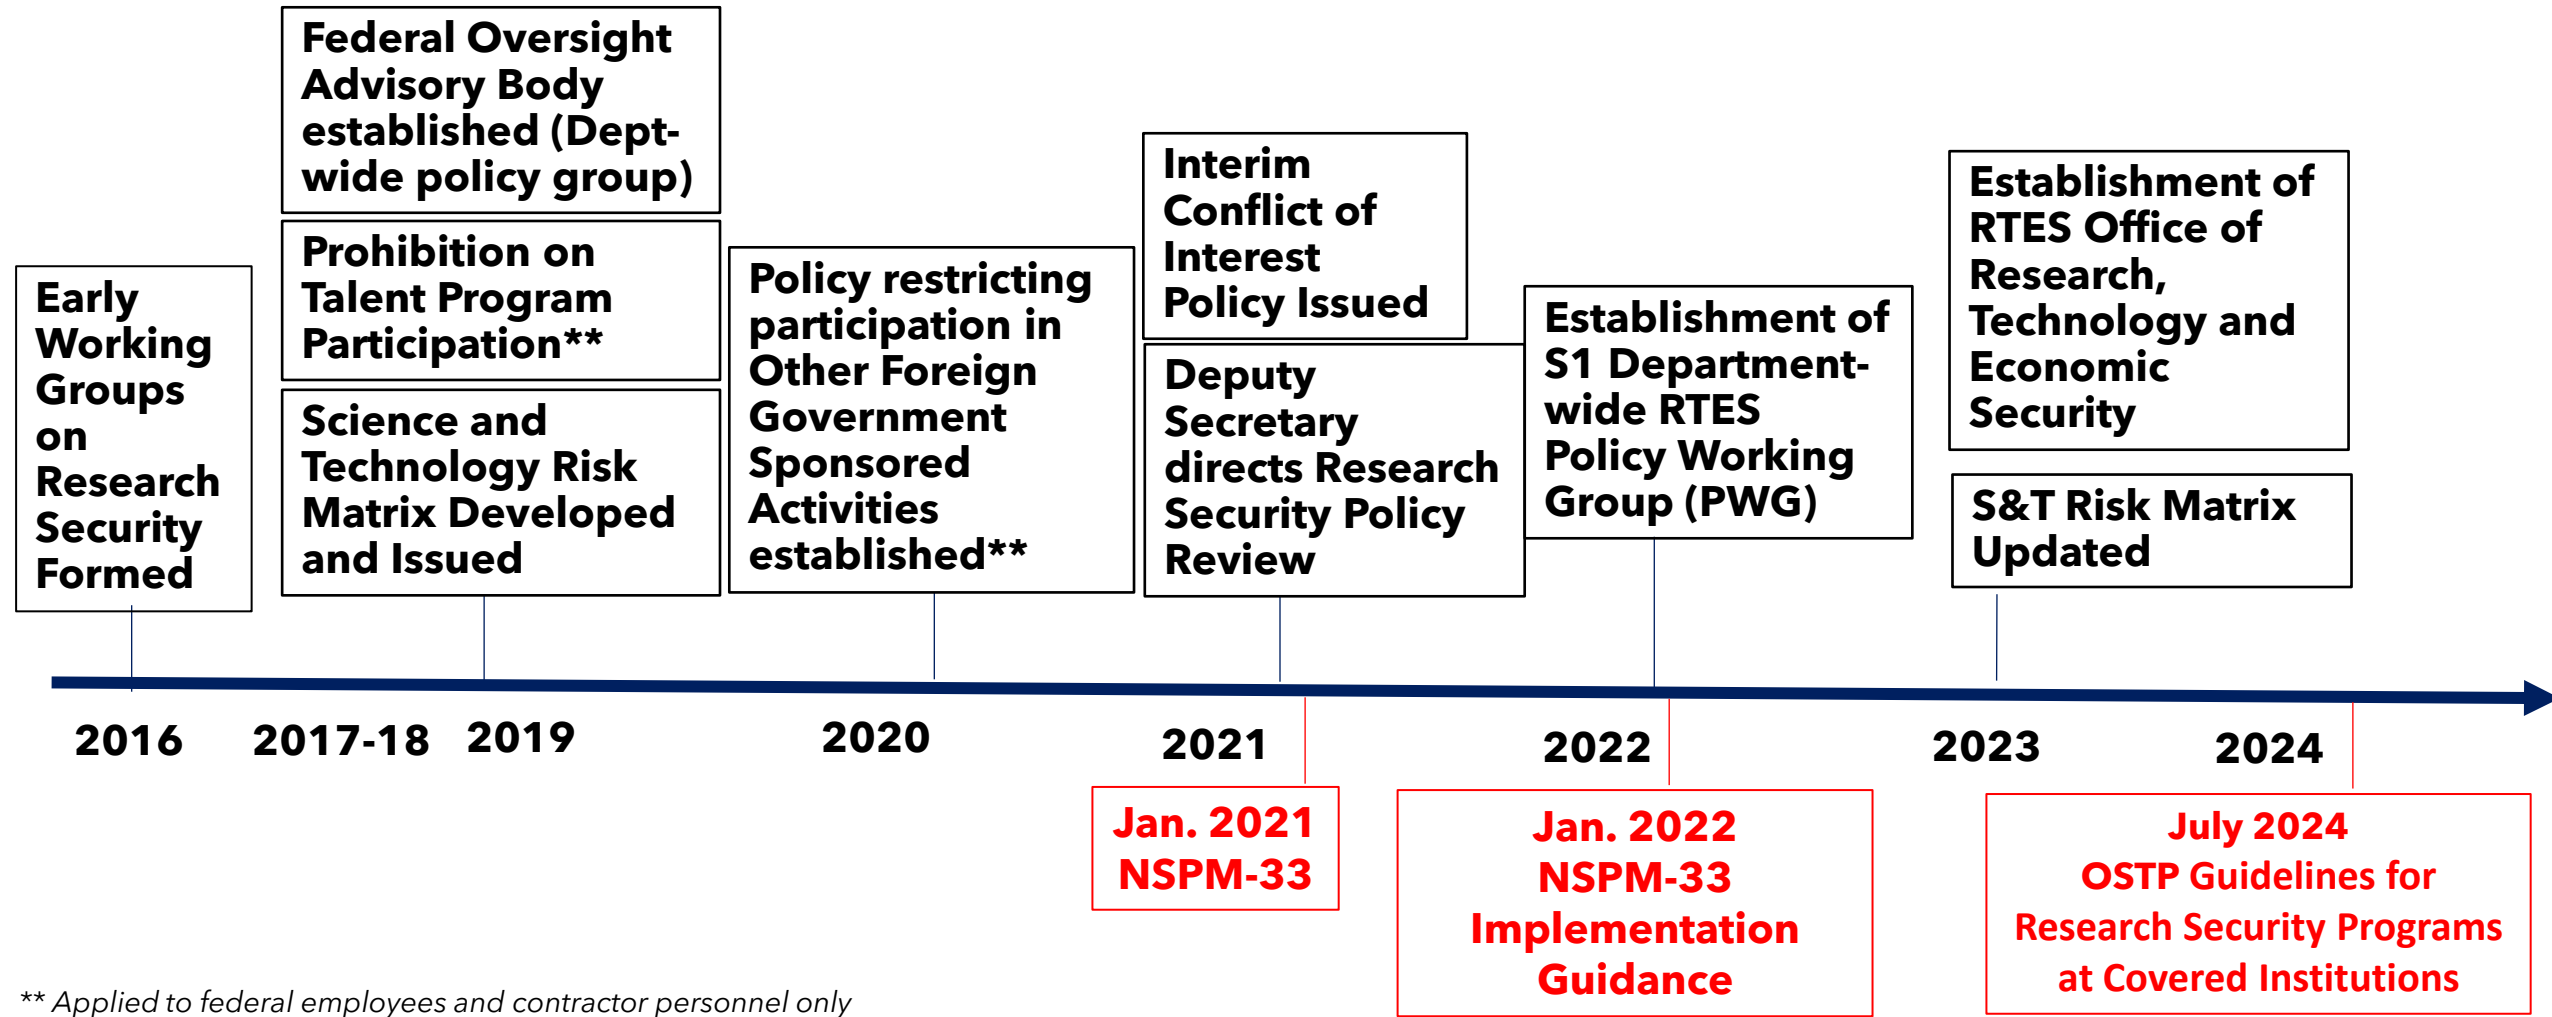 Early
Working
Groups
on
Research
Security
Formed
Federal Oversight
Advisory Body
established (Dept-
wide policy group)
Prohibition on
Talent Program
Participation**
Science and
Technology Risk
Matrix Developed
and Issued
Policy restricting
participation in
Other Foreign
Government
Sponsored
Activities
established**
Interim
Conflict of
Interest
Policy Issued
Deputy
Secretary
directs Research
Security Policy
Review
Establishment of
S1 Department-
wide RTES
Policy Working
Group (PWG)
Establishment of
RTES Office of
Research,
Technology and
Economic
Security
S&T Risk Matrix
Updated
2016
2017-18
2019
2020
2021
2022
2023
2024
Jan. 2021
NSPM-33
Jan. 2022
NSPM-33
Implementation
Guidance
July 2024
OSTP Guidelines for
Research Security Programs
at Covered Institutions
** Applied to federal employees and contractor personnel only